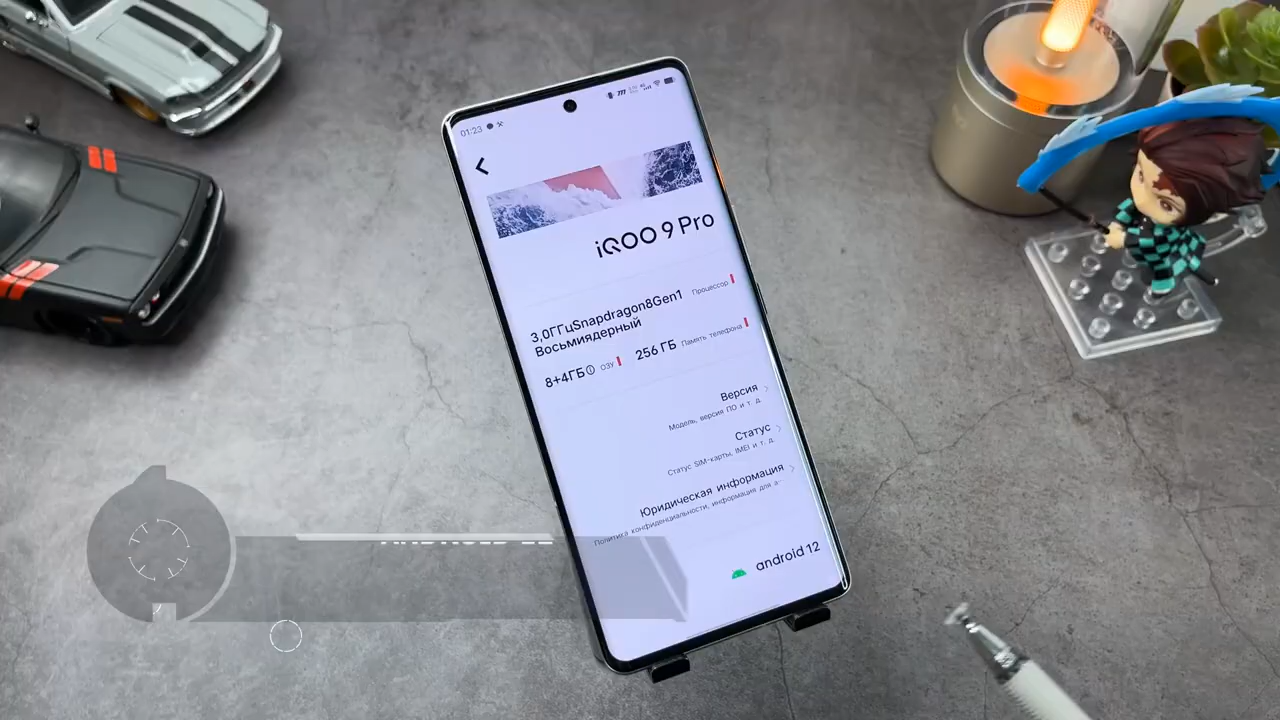 01:23
iQOO 9 Pro
3,0ГГцSnapdragon8Gen1
Восьмиядерный
Процессор
8+4ГБ
ОЗУ
256 ГБ
Память телефона
Версия
Модель, версия ПО и т. д.
Статус
Статус SIM-карты, IMEI и т. д.
Юридическая информация
Политика конфиденциальности, информация для а-
android 12